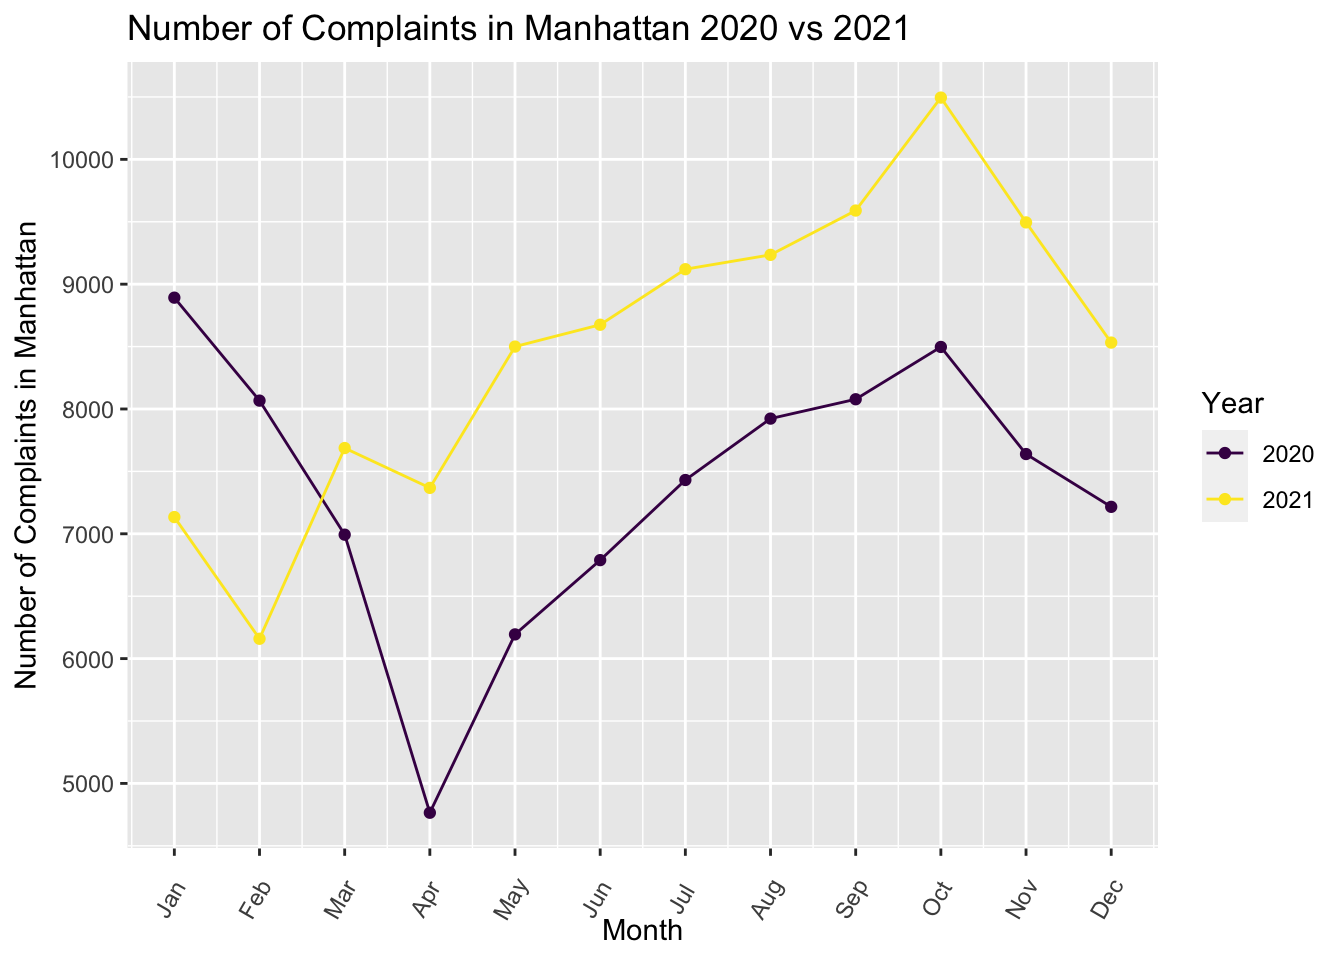 Number of Complaints in Manhattan 2020 vs 2021
Number of Complaints in Manhattan
10000
9000
8000
7000
6000
5000
Jan Feb Mar Apr May Jun Jul Aug Sep Oct Nov Dec
Month
Year
2020
2021